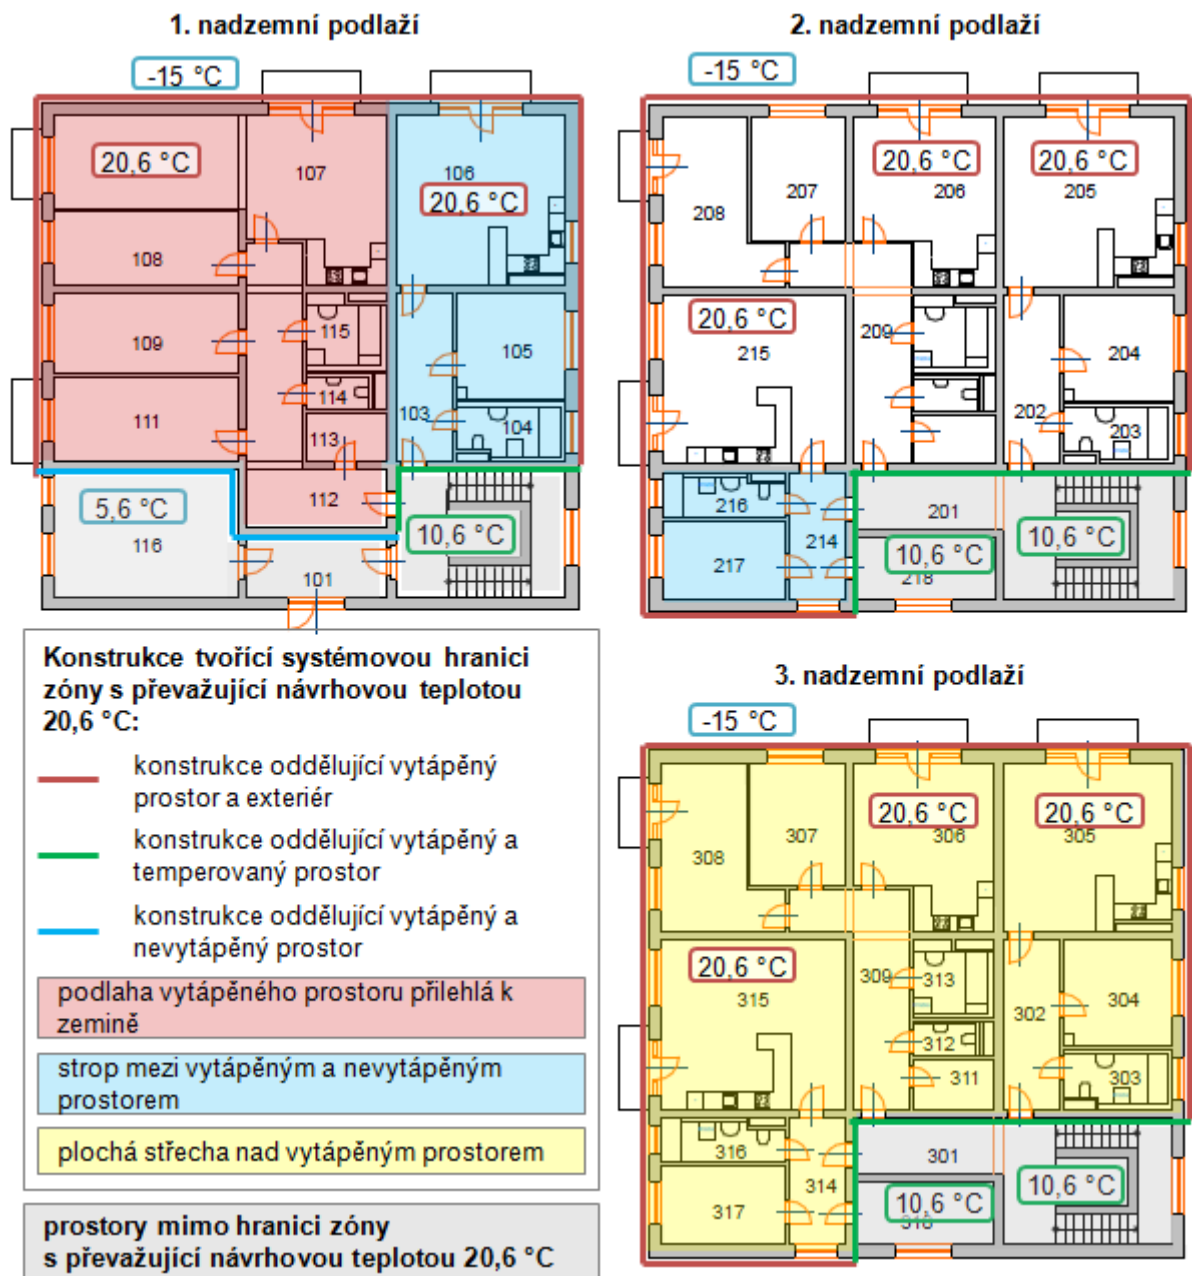 1. nadzemní podlaží
-15 °C
20,6 °C
107
106
20,6 °C
108
109
115
105
111
114
103
104
113
112
5,6 °C
116
10,6 °C
101
2. nadzemní podlaží
-15 °C
20,6 °C
20,6 °C
207
206
205
208
20,6 °C
215
209
204
202
203
216
201
214
10,6 °C
10,6 °C
217
218
Konstrukce tvořící systémovou hranici
zóny s převažující návrhovou teplotou
20,6 °C:
konstrukce oddělující vytápěný
prostor a exteriér
konstrukce oddělující vytápěný a
temperovaný prostor
konstrukce oddělující vytápěný a
nevytápěný prostor
podlaha vytápěného prostoru přilehlá k
zemině
strop mezi vytápěným a nevytápěným
prostorem
plochá střecha nad vytápěným prostorem
prostory mimo hranici zóny
s převažující návrhovou teplotou 20,6 °C
3. nadzemní podlaží
-15 °C
20,6 °C
20,6 °C
307
306
305
308
20,6 °C
315
309
313
304
302
312
311
303
316
301
314
10,6 °C
10,6 °C
317
318